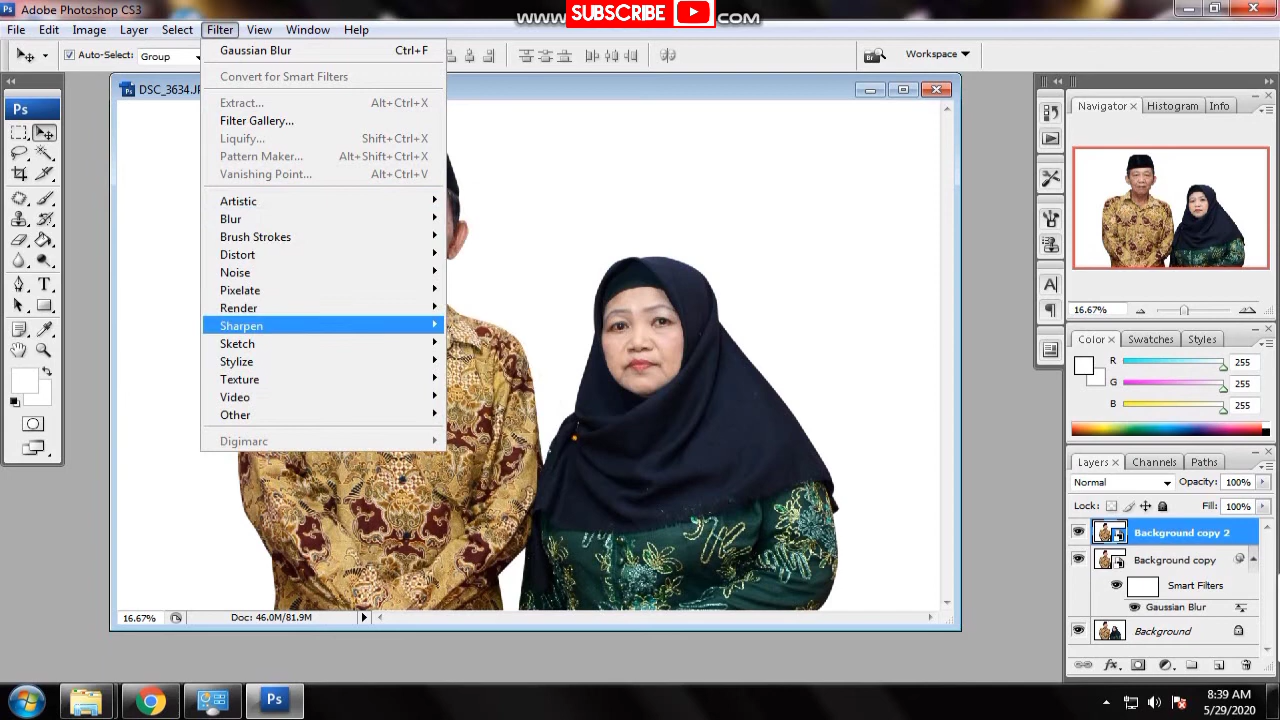 Adobe Photoshop CS3
www.
SUBSCRIBE
COM
File Edit Image Layer Select Filter View Window Help
Auto-Select: Group
Workspace
Gaussian Blur Ctrl+F
Convert for Smart Filters
Extract... Alt+Ctrl+X
Filter Gallery...
Liquify... Shift+Ctrl+X
Pattern Maker... Alt+Shift+Ctrl+X
Vanishing Point... Alt+Ctrl+V
Artistic
Blur
Brush Strokes
Distort
Noise
Pixelate
Render
Sharpen
Sketch
Stylize
Texture
Video
Other
Digimarc
Ps
DSC_3634.JP
16.67%
Doc: 46.0M/81.9M
Navigator Histogram Info
16.67%
Color Swatches Styles
R 255
G 255
B 255
Layers Channels Paths
Normal Opacity: 100%
Lock: Fill: 100%
Background copy 2
Background copy
Smart Filters
Gaussian Blur
Background
Ps
8:39 AM
5/29/2020